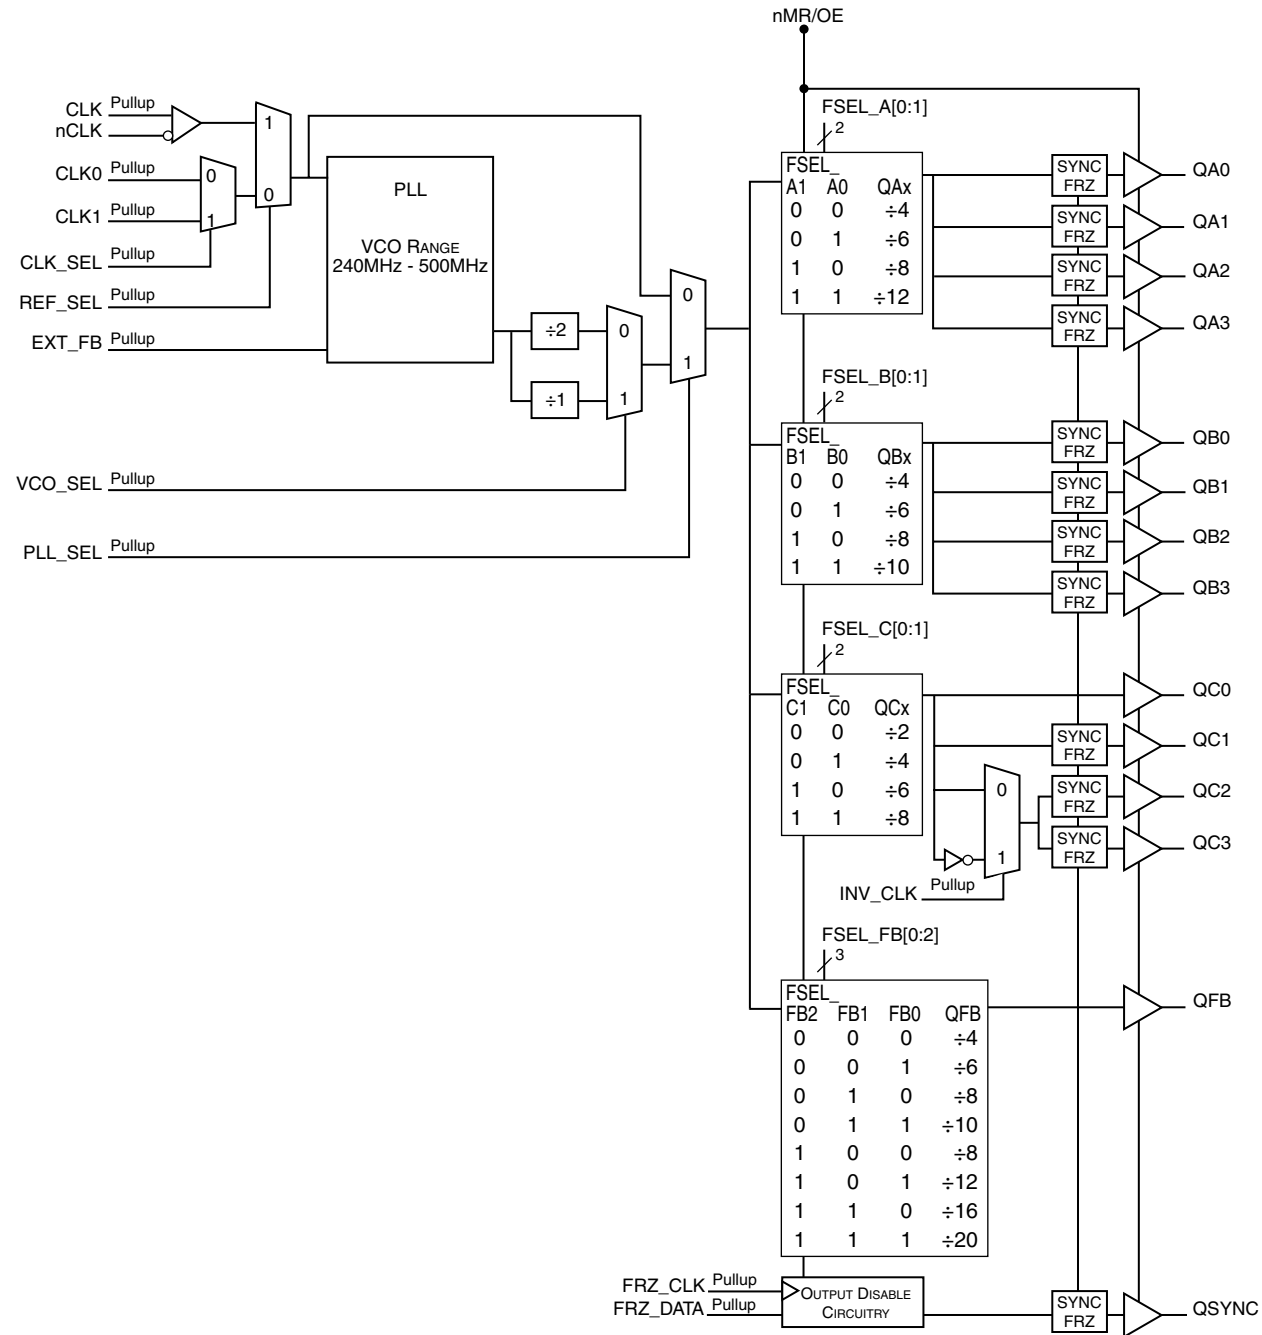 nMR/OE
CLK Pullup
nCLK
CLK0 Pullup
CLK1 Pullup
CLK_SEL Pullup
REF_SEL Pullup
EXT_FB Pullup
VCO_SEL Pullup
PLL_SEL Pullup
0
1
1
0
PLL
VCO RANGE
240MHz - 500MHz
÷2
÷1
0
1
0
1
FSEL_A[0:1]
2
FSEL_
A1 A0 QAx
0 0 ÷4
0 1 ÷6
1 0 ÷8
1 1 ÷12
SYNC
FRZ
QA0
SYNC
FRZ
QA1
SYNC
FRZ
QA2
SYNC
FRZ
QA3
FSEL_B[0:1]
2
FSEL_
B1 B0 QBx
0 0 ÷4
0 1 ÷6
1 0 ÷8
1 1 ÷10
SYNC
FRZ
QB0
SYNC
FRZ
QB1
SYNC
FRZ
QB2
SYNC
FRZ
QB3
FSEL_C[0:1]
2
FSEL_
C1 C0 QCx
0 0 ÷2
0 1 ÷4
1 0 ÷6
1 1 ÷8
QC0
SYNC
FRZ
QC1
0
1
INV_CLK Pullup
SYNC
FRZ
QC2
SYNC
FRZ
QC3
FSEL_FB[0:2]
3
FSEL_
FB2 FB1 FB0 QFB
0 0 0 ÷4
0 0 1 ÷6
0 1 0 ÷8
0 1 1 ÷10
1 0 0 ÷8
1 0 1 ÷12
1 1 0 ÷16
1 1 1 ÷20
QFB
FRZ_CLK Pullup
FRZ_DATA Pullup
OUTPUT DISABLE
CIRCUITRY
SYNC
FRZ
QSYNC